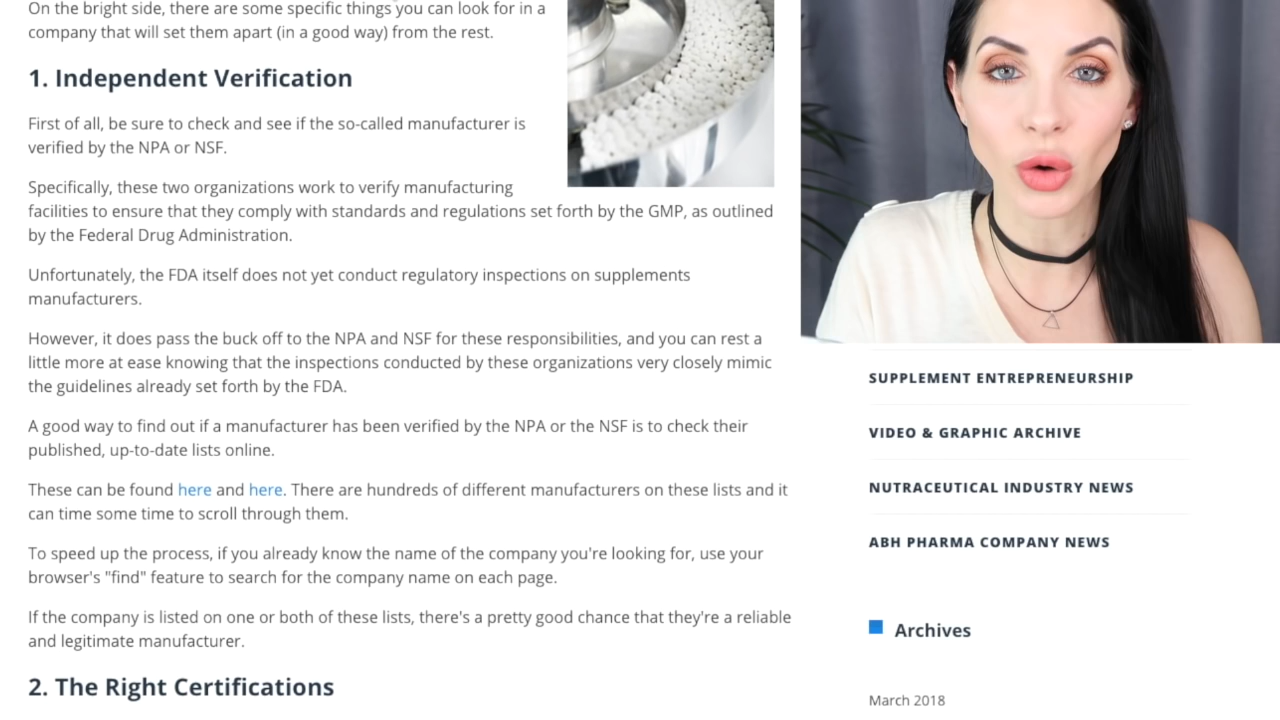 On the bright side, there are some specific things you can look for in a
company that will set them apart (in a good way) from the rest.
1. Independent Verification
First of all, be sure to check and see if the so-called manufacturer is
verified by the NPA or NSF.
Specifically, these two organizations work to verify manufacturing
facilities to ensure that they comply with standards and regulations set forth by the GMP, as outlined
by the Federal Drug Administration.
Unfortunately, the FDA itself does not yet conduct regulatory inspections on supplements
manufacturers.
However, it does pass the buck off to the NPA and NSF for these responsibilities, and you can rest a
little more at ease knowing that the inspections conducted by these organizations very closely mimic
the guidelines already set forth by the FDA.
A good way to find out if a manufacturer has been verified by the NPA or the NSF is to check their
published, up-to-date lists online.
These can be found here and here. There are hundreds of different manufacturers on these lists and it
can time some time to scroll through them.
To speed up the process, if you already know the name of the company you're looking for, use your
browser's "find" feature to search for the company name on each page.
If the company is listed on one or both of these lists, there's a pretty good chance that they're a reliable
and legitimate manufacturer.
2. The Right Certifications
SUPPLEMENT ENTREPRENEURSHIP
VIDEO & GRAPHIC ARCHIVE
NUTRACEUTICAL INDUSTRY NEWS
ABH PHARMA COMPANY NEWS
Archives
March 2018